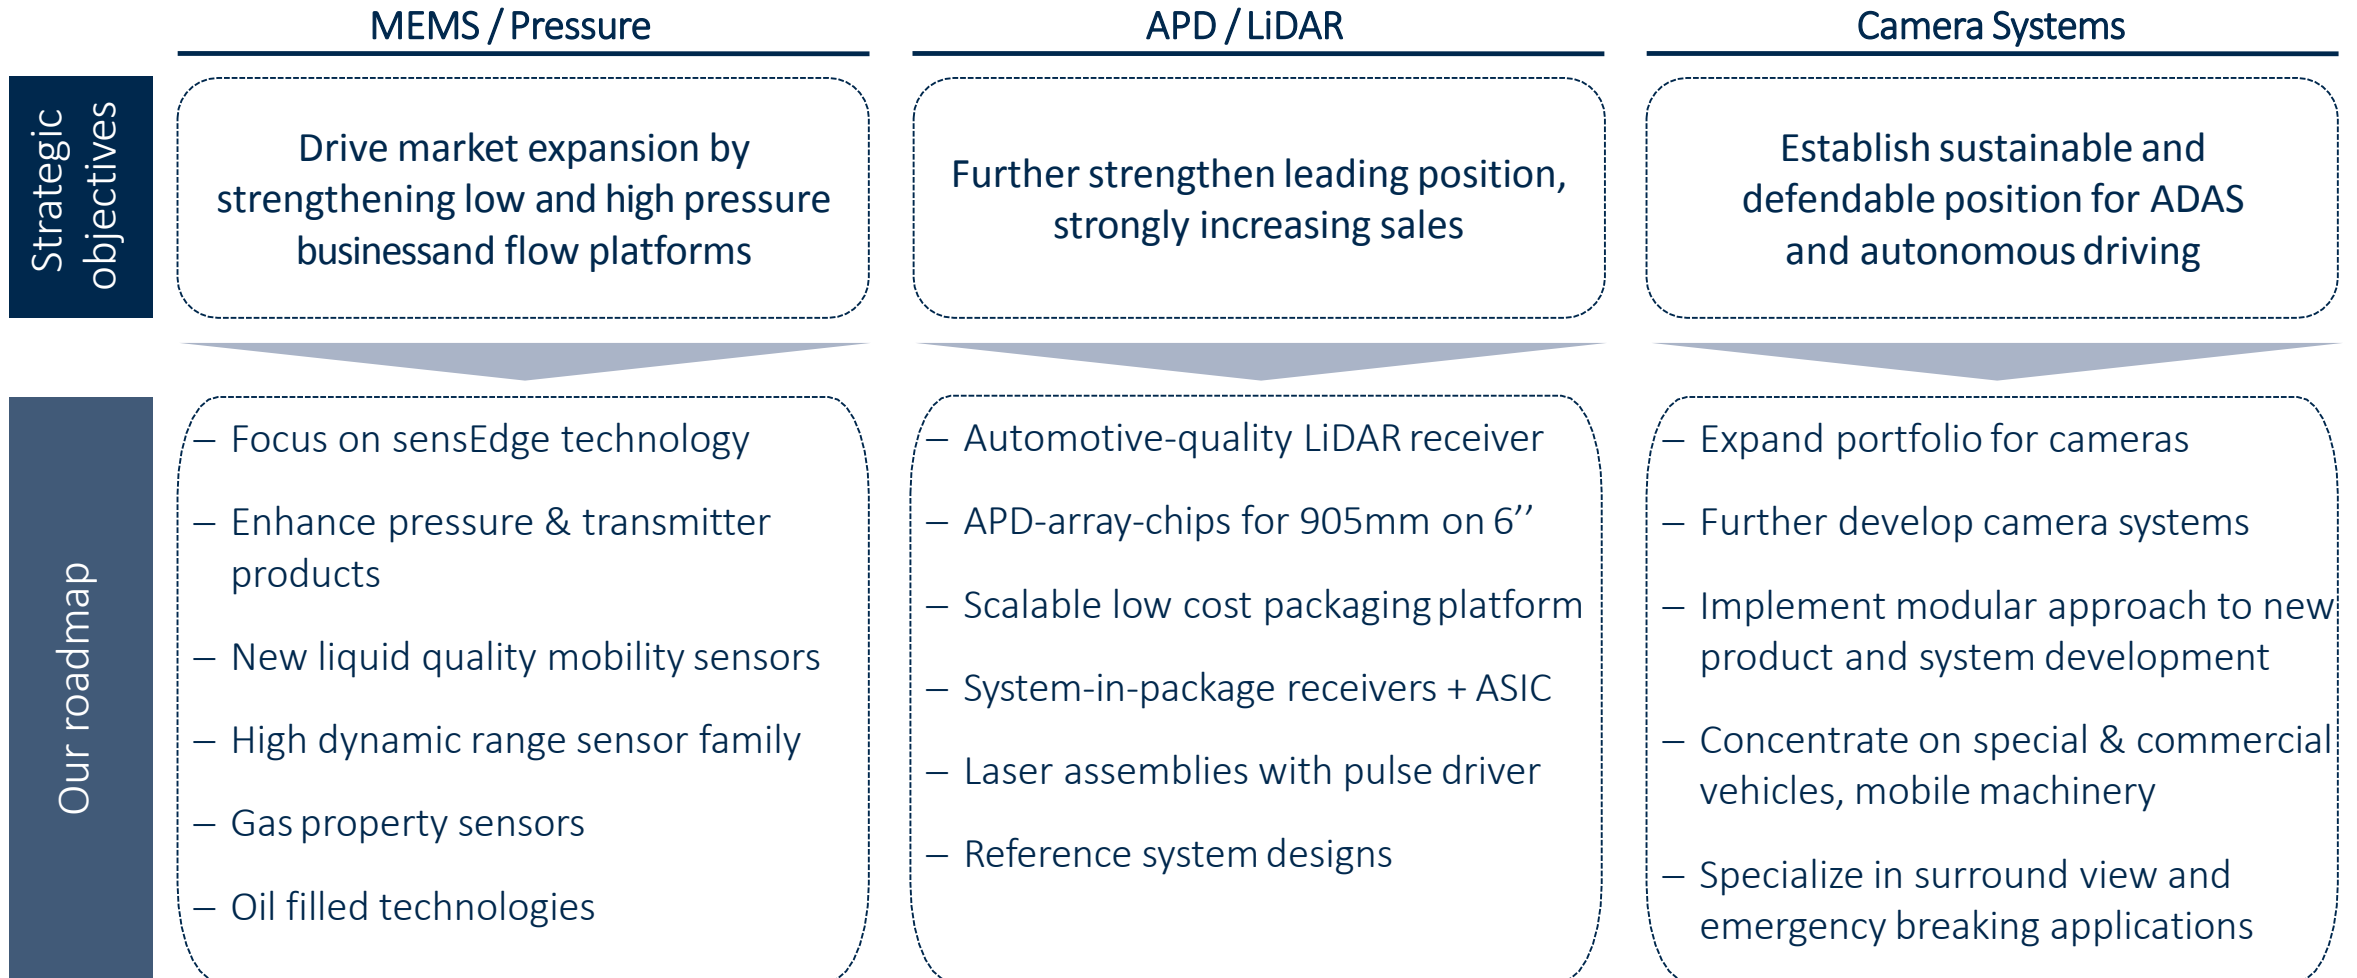 MEMS / Pressure
APD / LiDAR
Camera Systems
Strategic
objectives
Drive market expansion by
strengthening low and high pressure
businessand flow platforms
Further strengthen leading position,
strongly increasing sales
Establish sustainable and
defendable position for ADAS
and autonomous driving
Our roadmap
– Focus on sensEdge technology
– Enhance pressure & transmitter
products
– New liquid quality mobility sensors
– High dynamic range sensor family
– Gas property sensors
– Oil filled technologies
– Automotive-quality LiDAR receiver
– APD-array-chips for 905mm on 6’’
– Scalable low cost packaging platform
– System-in-package receivers + ASIC
– Laser assemblies with pulse driver
– Reference system designs
– Expand portfolio for cameras
– Further develop camera systems
– Implement modular approach to new
product and system development
– Concentrate on special & commercial
vehicles, mobile machinery
– Specialize in surround view and
emergency breaking applications